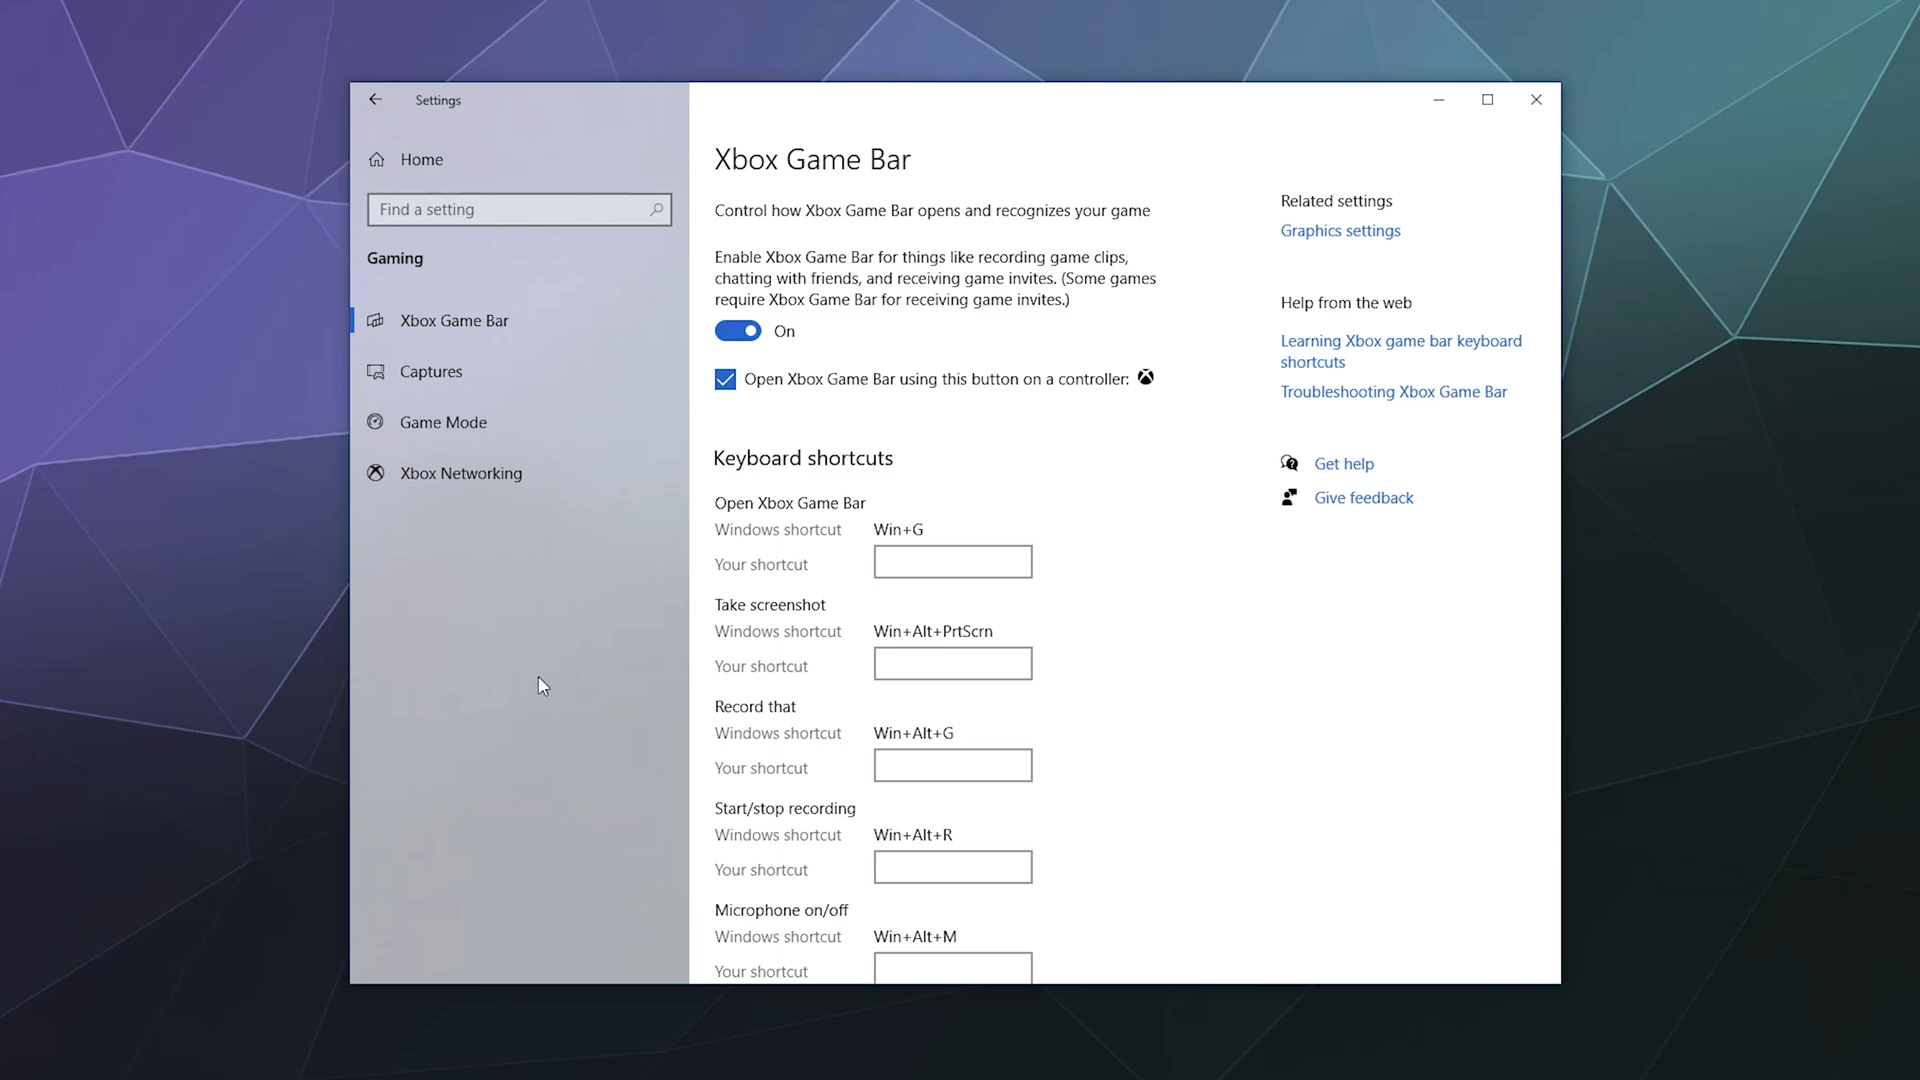 Settings
Home
Find a setting
Gaming
Xbox Game Bar
Captures
Game Mode
Xbox Networking
Xbox Game Bar
Control how Xbox Game Bar opens and recognizes your game
Enable Xbox Game Bar for things like recording game clips,
chatting with friends, and receiving game invites. (Some games
require Xbox Game Bar for receiving game invites.)
On
Open Xbox Game Bar using this button on a controller:
Keyboard shortcuts
Open Xbox Game Bar
Windows shortcut Win+G
Your shortcut
Take screenshot
Windows shortcut Win+Alt+PrtScrn
Your shortcut
Record that
Windows shortcut Win+Alt+G
Your shortcut
Start/stop recording
Windows shortcut Win+Alt+R
Your shortcut
Microphone on/off
Windows shortcut Win+Alt+M
Your shortcut
Related settings
Graphics settings
Help from the web
Learning Xbox game bar keyboard
shortcuts
Troubleshooting Xbox Game Bar
Get help
Give feedback